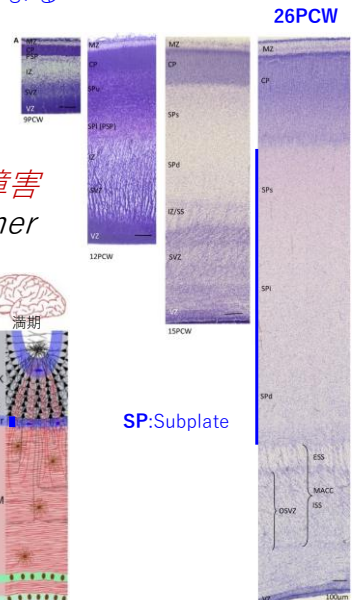 26PCW
A
MZ
CP
PSP
IZ
SVZ
VZ
9PCW
MZ
CP
SPu
SPl (PSP)
IZ
SVZ
VZ
12PCW
MZ
CP
SPs
SPd
IZ/SS
SVZ
VZ
15PCW
MZ
CP
SPs
SPi
SPd
ESS
MACC
ISS
OSVZ
VZ
100um
障害
ner
満期
M
SP:Subplate